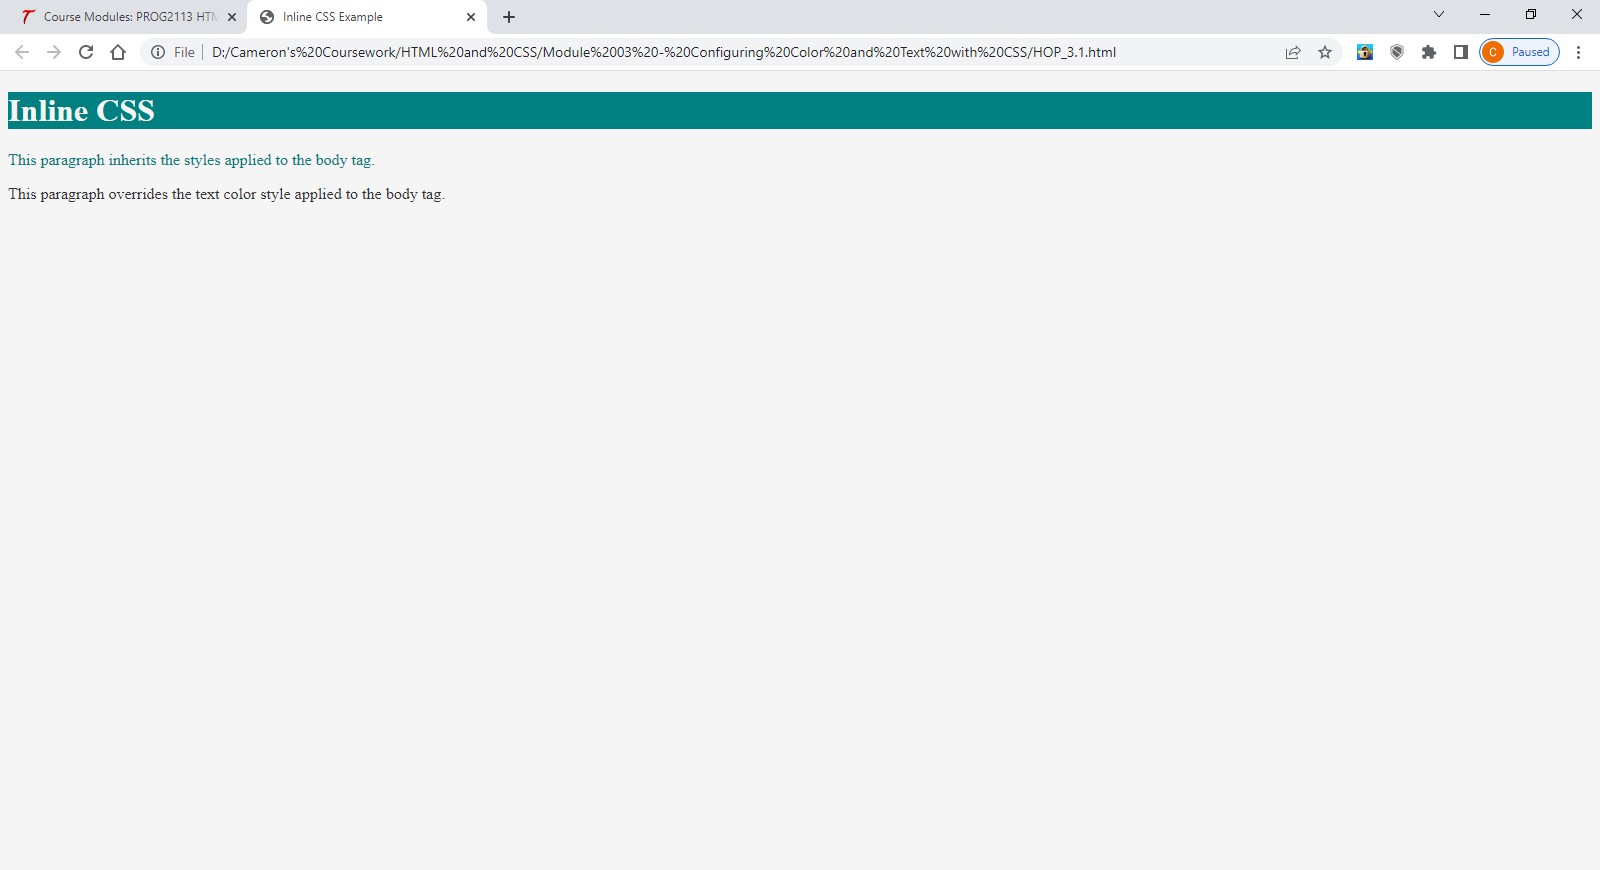 Course Modules: PROG2113 HTM
Inline CSS Example
File
D:/Cameron's%20Coursework/HTML%20and%20CSS/Module%2003%20-%20Configuring%20Color%20and%20Text%20with%20CSS/HOP_3.1.html
C
Paused
Inline CSS
This paragraph inherits the styles applied to the body tag.
This paragraph overrides the text color style applied to the body tag.